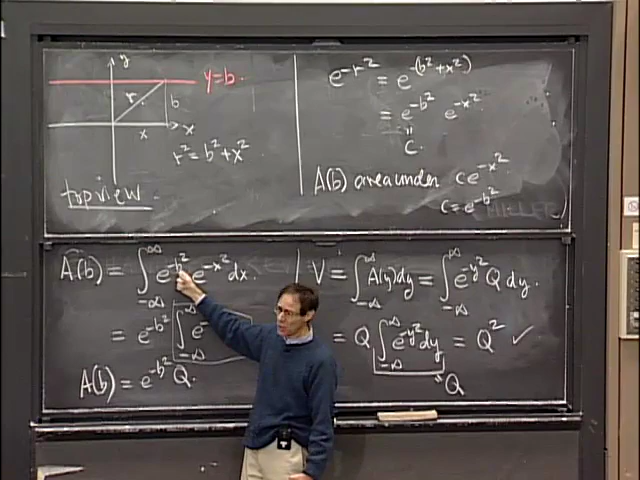 y
y=b
r
b
x
x
r² = b² + x²
top view
e^{-r²} = e^{-(b²+x²)}
= e^{-b²} e^{-x²}
"
C.
A(b) area under ce^{-x²}
C = e^{-b²}
A(b) = ∫_{-∞}^{∞} e^{-b²} e^{-x²} dx.
= e^{-b²} ∫_{-∞}^{∞} e^{-
A(b) = e^{-b²} Q.
V = ∫_{-∞}^{∞} A(y)dy = ∫_{-∞}^{∞} e^{-y²} Q dy.
= Q ∫_{-∞}^{∞} e^{-y²} dy = Q² ✓
"Q